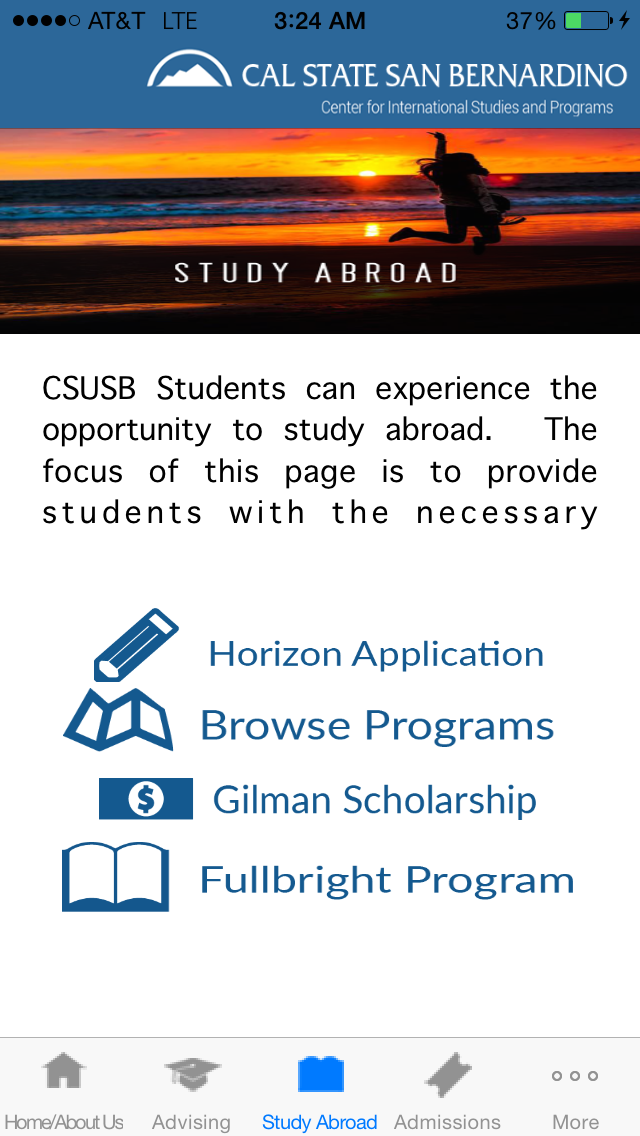 AT&T LTE 3:24 AM 37%
CAL STATE SAN BERNARDINO
Center for International Studies and Programs
STUDY ABROAD
CSUSB Students can experience the
opportunity to study abroad. The
focus of this page is to provide
students with the necessary
Horizon Application
Browse Programs
$ Gilman Scholarship
Fullbright Program
Home/About Us Advising Study Abroad Admissions More